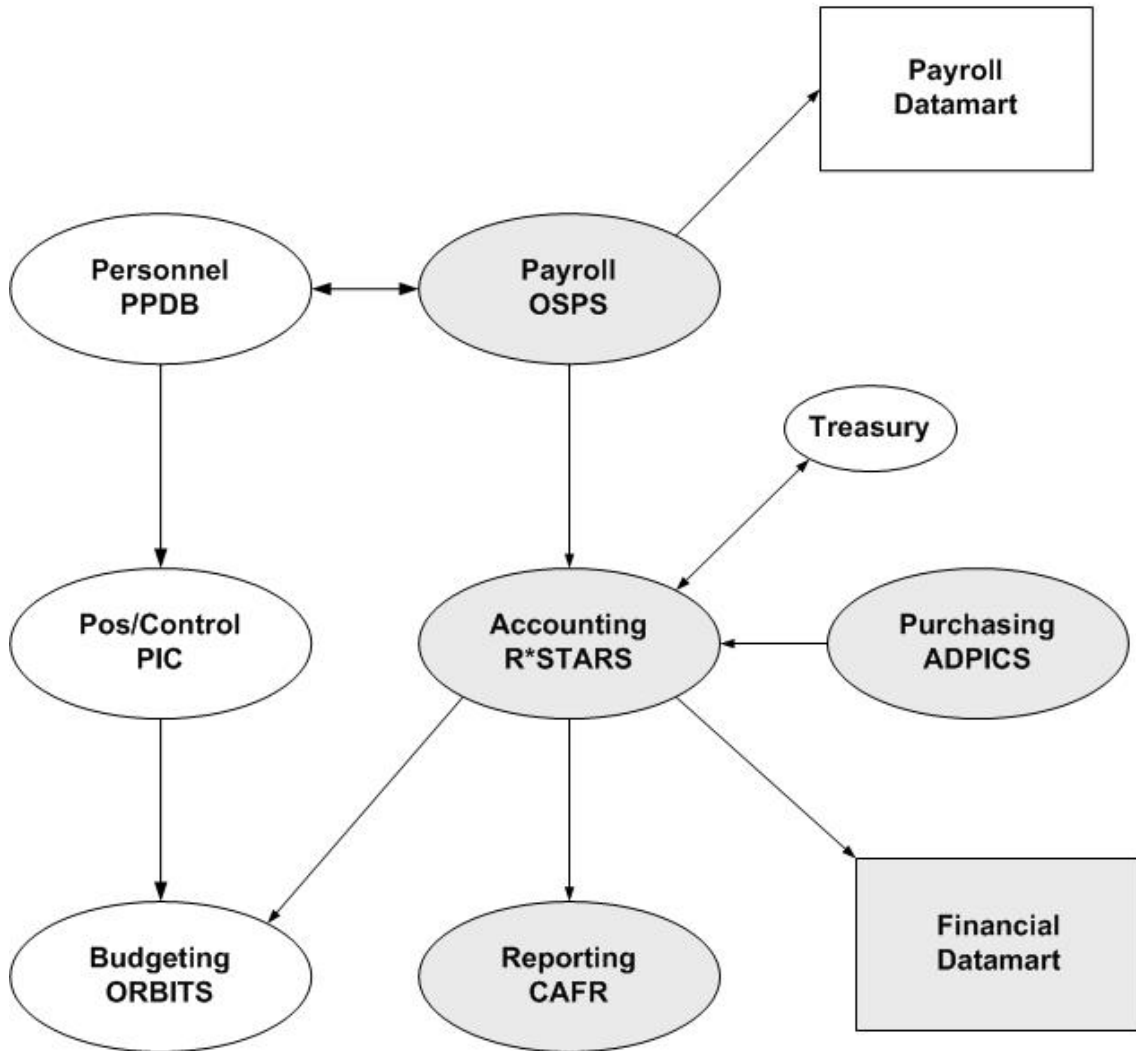 Payroll
Datamart
Personnel
PPDB
Payroll
OSPS
Treasury
Pos/Control
PIC
Accounting
R*STARS
Purchasing
ADPICS
Budgeting
ORBITS
Reporting
CAFR
Financial
Datamart